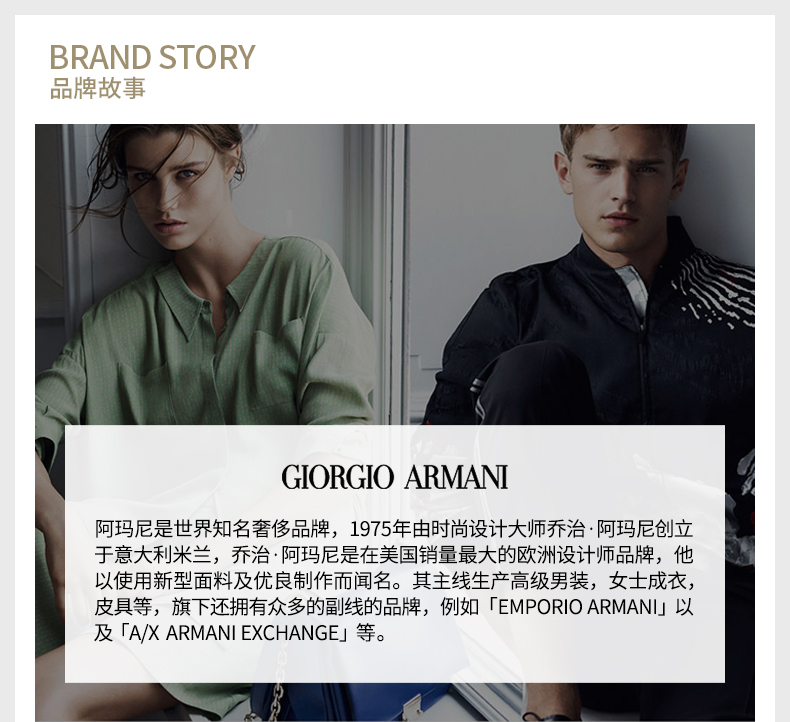 BRAND STORY
品牌故事
GIORGIO ARMANI
阿玛尼是世界知名奢侈品牌，1975年由时尚设计大师乔治·阿玛尼创立
于意大利米兰，乔治·阿玛尼是在美国销量最大的欧洲设计师品牌，他
以使用新型面料及优良制作而闻名。其主线生产高级男装，女士成衣，
皮具等，旗下还拥有众多的副线的品牌，例如「EMPORIO ARMANI」以
及「A/X ARMANI EXCHANGE」等。